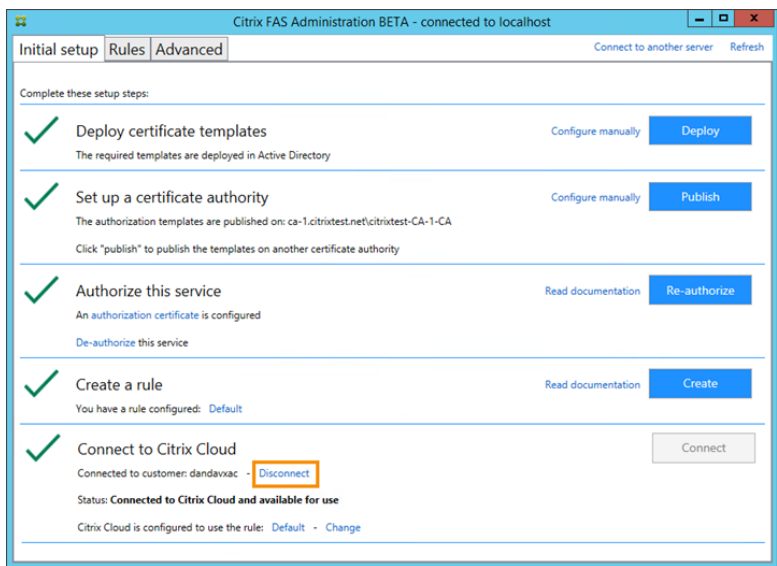 Citrix FAS Administration BETA - connected to localhost
Initial setup Rules Advanced Connect to another server Refresh
Complete these setup steps:
Deploy certificate templates Configure manually Deploy
The required templates are deployed in Active Directory
Set up a certificate authority Configure manually Publish
The authorization templates are published on: ca-1.citrixtest.net\citrixtest-CA-1-CA
Click "publish" to publish the templates on another certificate authority
Authorize this service Read documentation Re-authorize
An authorization certificate is configured
De-authorize this service
Create a rule Read documentation Create
You have a rule configured: Default
Connect to Citrix Cloud Connect
Connected to customer: dandavxac - Disconnect
Status: Connected to Citrix Cloud and available for use
Citrix Cloud is configured to use the rule: Default - Change